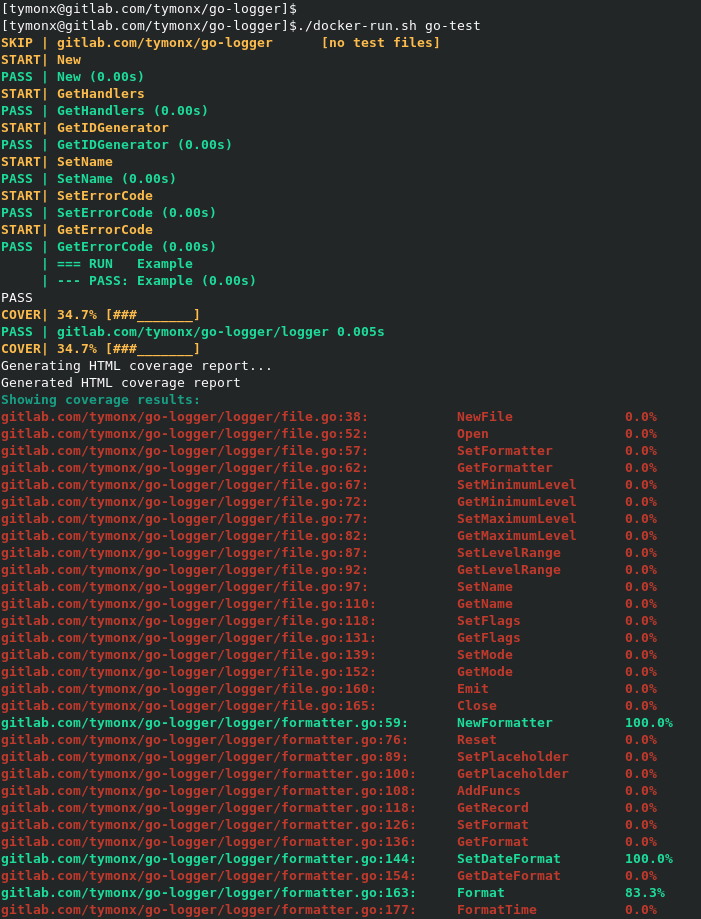 [tymonx@gitlab.com/tymonx/go-logger]$
[tymonx@gitlab.com/tymonx/go-logger]$./docker-run.sh go-test
SKIP | gitlab.com/tymonx/go-logger      [no test files]
START| New
PASS | New (0.00s)
START| GetHandlers
PASS | GetHandlers (0.00s)
START| GetIDGenerator
PASS | GetIDGenerator (0.00s)
START| SetName
PASS | SetName (0.00s)
START| SetErrorCode
PASS | SetErrorCode (0.00s)
START| GetErrorCode
PASS | GetErrorCode (0.00s)
     | === RUN   Example
     | --- PASS: Example (0.00s)
PASS
COVER| 34.7% [###_______]
PASS | gitlab.com/tymonx/go-logger/logger 0.005s
COVER| 34.7% [###_______]
Generating HTML coverage report...
Generated HTML coverage report
Showing coverage results:
gitlab.com/tymonx/go-logger/logger/file.go:38:           NewFile              0.0%
gitlab.com/tymonx/go-logger/logger/file.go:52:           Open                 0.0%
gitlab.com/tymonx/go-logger/logger/file.go:57:           SetFormatter         0.0%
gitlab.com/tymonx/go-logger/logger/file.go:62:           GetFormatter         0.0%
gitlab.com/tymonx/go-logger/logger/file.go:67:           SetMinimumLevel      0.0%
gitlab.com/tymonx/go-logger/logger/file.go:72:           GetMinimumLevel      0.0%
gitlab.com/tymonx/go-logger/logger/file.go:77:           SetMaximumLevel      0.0%
gitlab.com/tymonx/go-logger/logger/file.go:82:           GetMaximumLevel      0.0%
gitlab.com/tymonx/go-logger/logger/file.go:87:           SetLevelRange        0.0%
gitlab.com/tymonx/go-logger/logger/file.go:92:           GetLevelRange        0.0%
gitlab.com/tymonx/go-logger/logger/file.go:97:           SetName              0.0%
gitlab.com/tymonx/go-logger/logger/file.go:110:          GetName              0.0%
gitlab.com/tymonx/go-logger/logger/file.go:118:          SetFlags             0.0%
gitlab.com/tymonx/go-logger/logger/file.go:131:          GetFlags             0.0%
gitlab.com/tymonx/go-logger/logger/file.go:139:          SetMode              0.0%
gitlab.com/tymonx/go-logger/logger/file.go:152:          GetMode              0.0%
gitlab.com/tymonx/go-logger/logger/file.go:160:          Emit                 0.0%
gitlab.com/tymonx/go-logger/logger/file.go:165:          Close                0.0%
gitlab.com/tymonx/go-logger/logger/formatter.go:59:      NewFormatter         100.0%
gitlab.com/tymonx/go-logger/logger/formatter.go:76:      Reset                0.0%
gitlab.com/tymonx/go-logger/logger/formatter.go:89:      SetPlaceholder       0.0%
gitlab.com/tymonx/go-logger/logger/formatter.go:100:     GetPlaceholder       0.0%
gitlab.com/tymonx/go-logger/logger/formatter.go:108:     AddFuncs             0.0%
gitlab.com/tymonx/go-logger/logger/formatter.go:118:     GetRecord            0.0%
gitlab.com/tymonx/go-logger/logger/formatter.go:126:     SetFormat            0.0%
gitlab.com/tymonx/go-logger/logger/formatter.go:136:     GetFormat            0.0%
gitlab.com/tymonx/go-logger/logger/formatter.go:144:     SetDateFormat        100.0%
gitlab.com/tymonx/go-logger/logger/formatter.go:154:     GetDateFormat        0.0%
gitlab.com/tymonx/go-logger/logger/formatter.go:163:     Format               83.3%
gitlab.com/tymonx/go-logger/logger/formatter.go:177:     FormatTime           0.0%